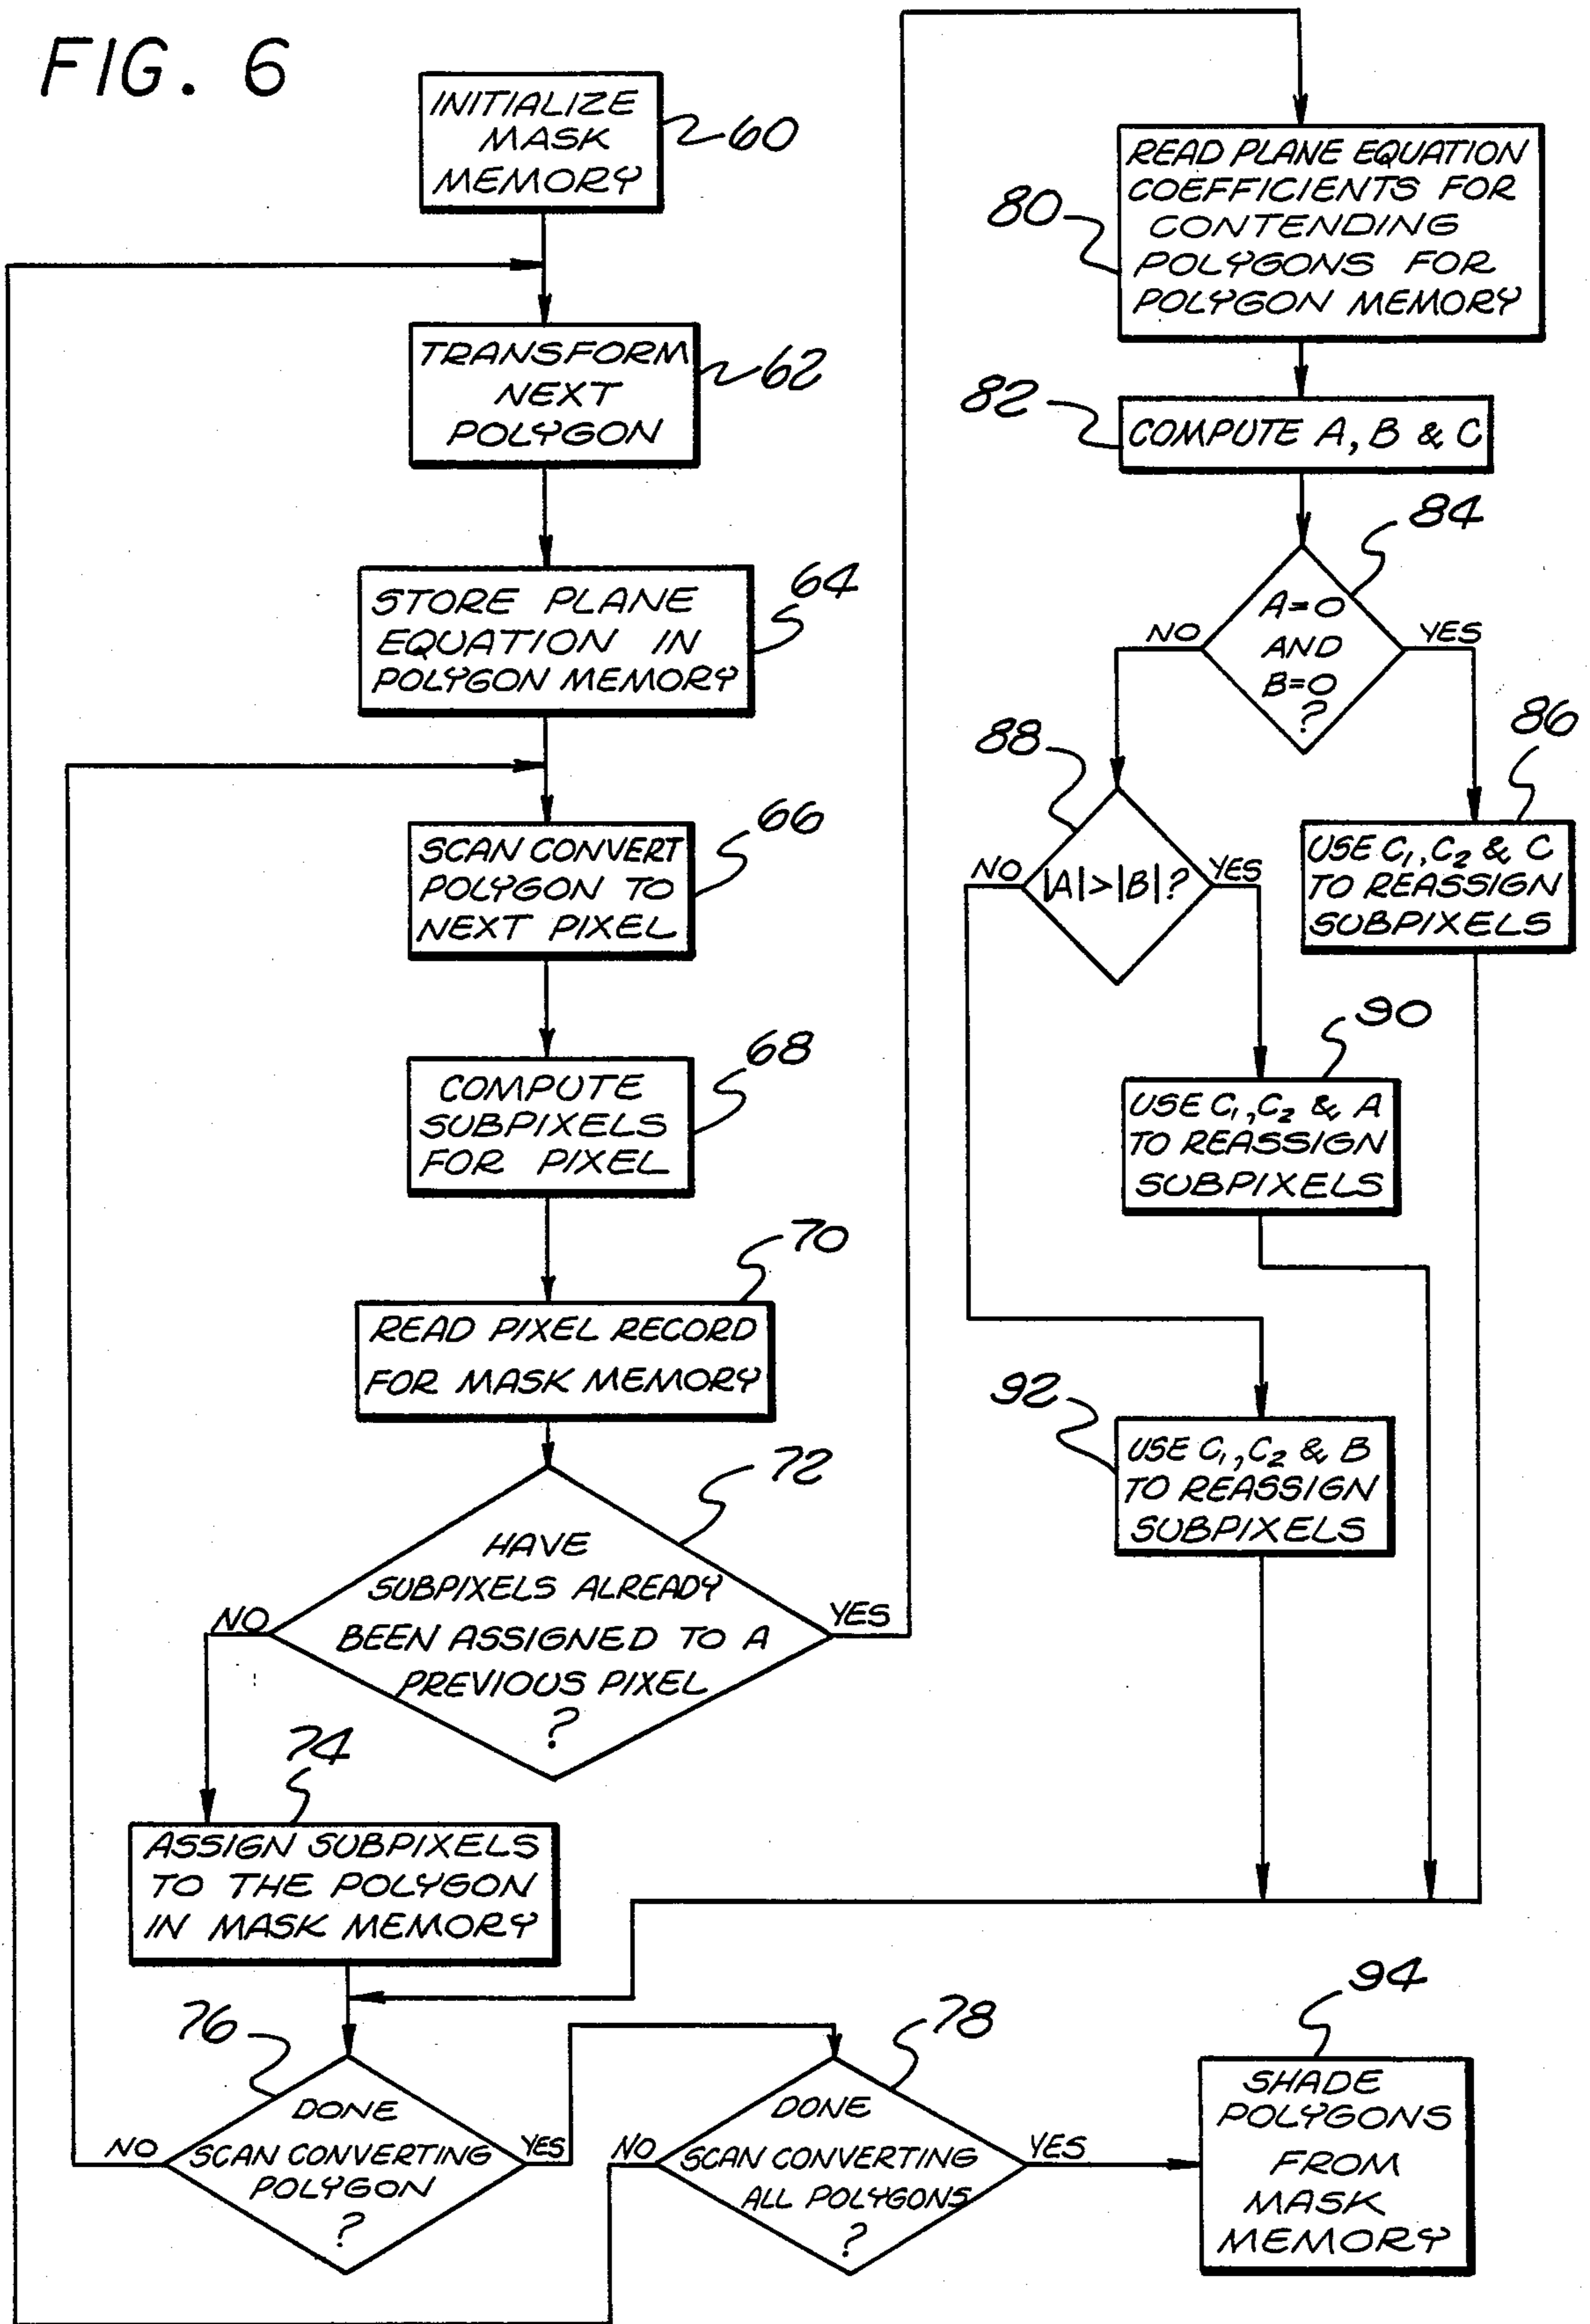 FIG. 6
INITIALIZE
MASK
MEMORY
60
TRANSFORM
NEXT
POLYGON
62
STORE PLANE
EQUATION IN
POLYGON MEMORY
64
SCAN CONVERT
POLYGON TO
NEXT PIXEL
66
COMPUTE
SUBPIXELS
FOR PIXEL
68
READ PIXEL RECORD
FOR MASK MEMORY
70
HAVE
SUBPIXELS ALREADY
BEEN ASSIGNED TO A
PREVIOUS PIXEL
?
72
NO
YES
ASSIGN SUBPIXELS
TO THE POLYGON
IN MASK MEMORY
74
DONE
SCAN CONVERTING
POLYGON
?
76
NO
YES
DONE
SCAN CONVERTING
ALL POLYGONS
?
78
NO
YES
READ PLANE EQUATION
COEFFICIENTS FOR
CONTENDING
POLYGONS FOR
POLYGON MEMORY
80
COMPUTE A, B & C
82
A=0
AND
B=0
?
84
NO
YES
USE C₁, C₂ & C
TO REASSIGN
SUBPIXELS
86
|A|>|B|?
88
NO
YES
USE C₁, C₂ & A
TO REASSIGN
SUBPIXELS
90
USE C₁, C₂ & B
TO REASSIGN
SUBPIXELS
92
SHADE
POLYGONS
FROM
MASK
MEMORY
94